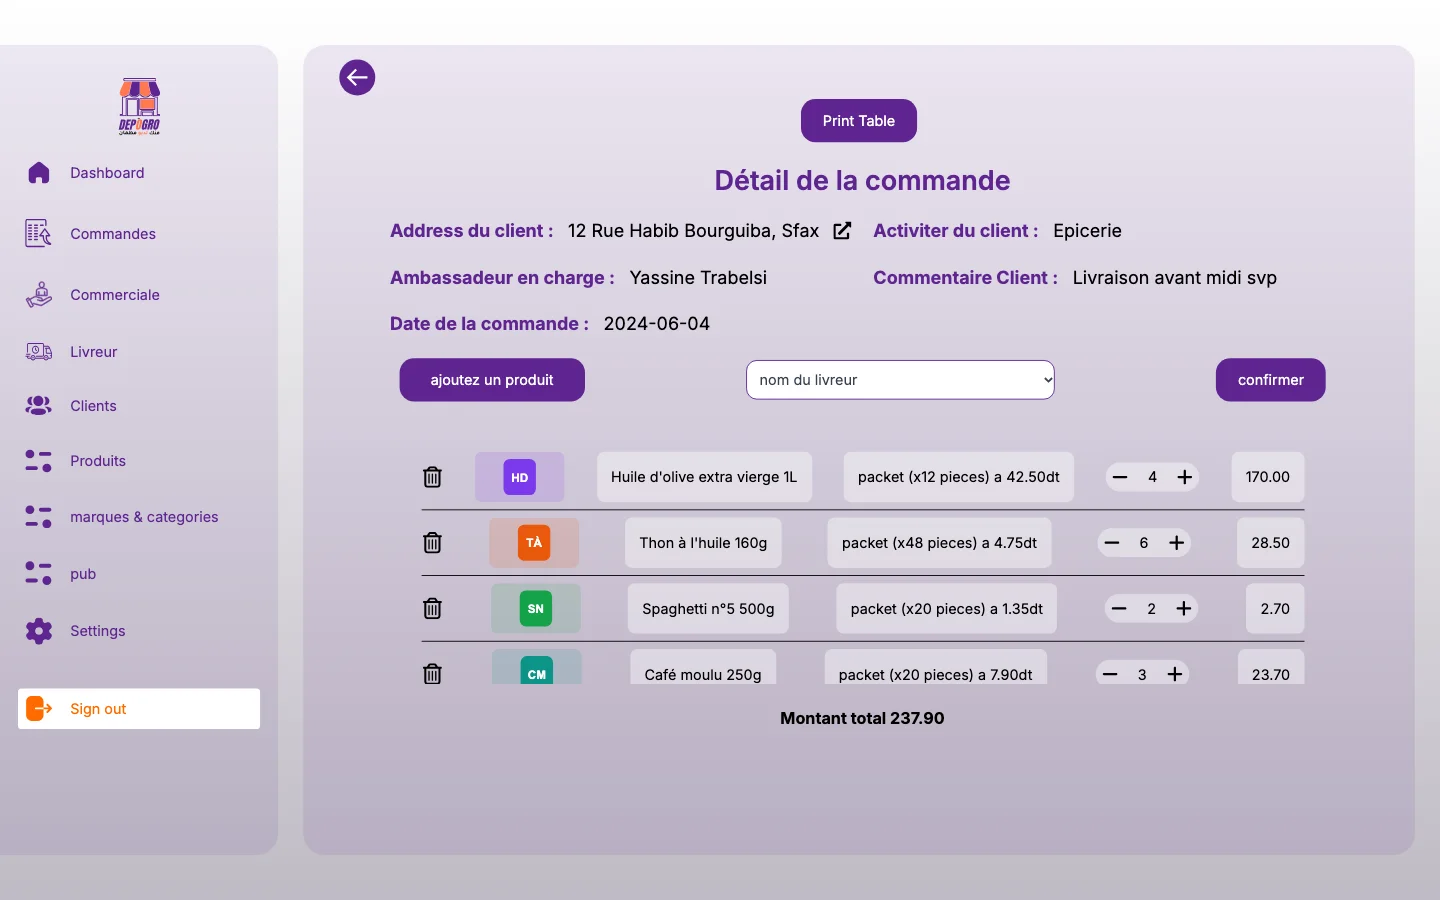 DEPOGRO
Dashboard
Commandes
Commerciale
Livreur
Clients
Produits
marques & categories
pub
Settings
Sign out
Print Table
Détail de la commande
Address du client : 12 Rue Habib Bourguiba, Sfax
Activiter du client : Epicerie
Ambassadeur en charge : Yassine Trabelsi
Commentaire Client : Livraison avant midi svp
Date de la commande : 2024-06-04
ajoutez un produit
nom du livreur
confirmer
HD Huile d'olive extra vierge 1L packet (x12 pieces) a 42.50dt 4 170.00
TÀ Thon à l'huile 160g packet (x48 pieces) a 4.75dt 6 28.50
SN Spaghetti n°5 500g packet (x20 pieces) a 1.35dt 2 2.70
CM Café moulu 250g packet (x20 pieces) a 7.90dt 3 23.70
Montant total 237.90